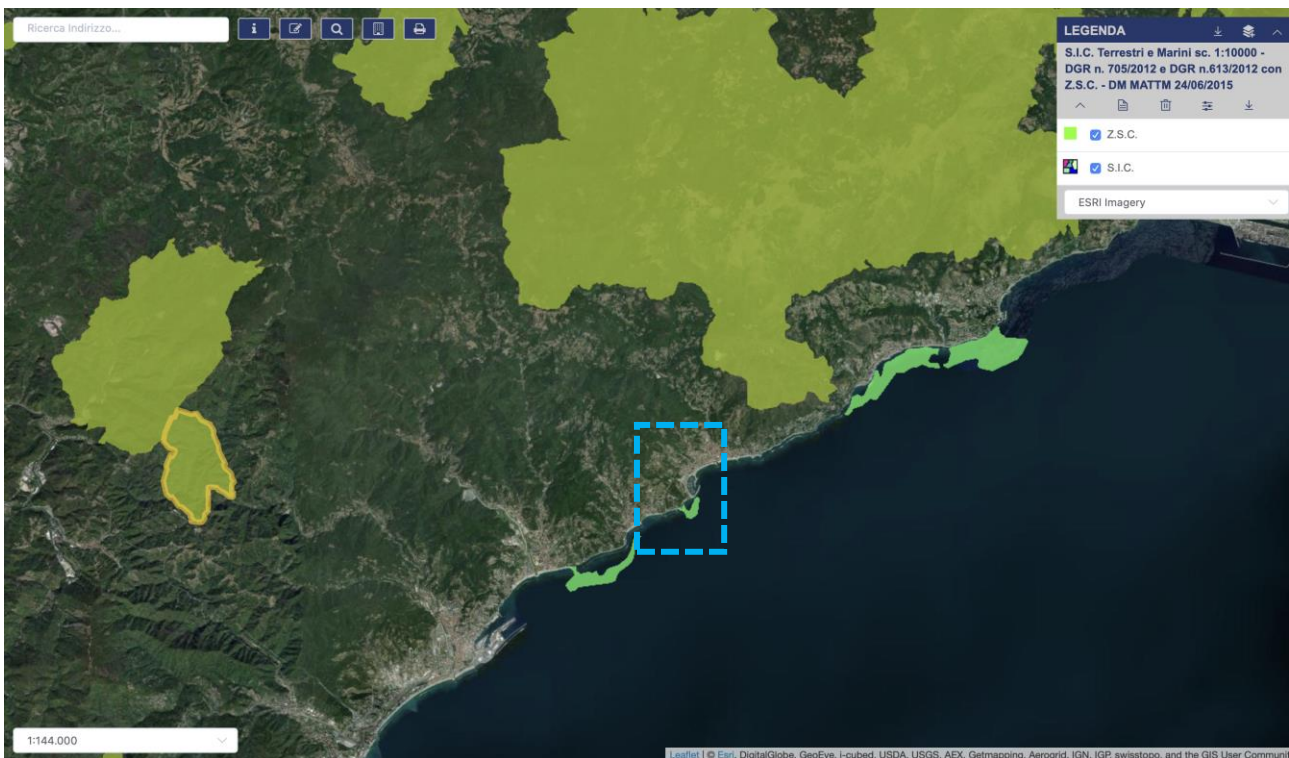 Ricerca Indirizzo...
LEGENDA
S.I.C. Terrestri e Marini sc. 1:10000 -
DGR n. 705/2012 e DGR n.613/2012 con
Z.S.C. - DM MATTM 24/06/2015
Z.S.C.
S.I.C.
ESRI Imagery
1:144.000
Leaflet | © Esri, DigitalGlobe, GeoEye, i-cubed, USDA, USGS, AEX, Getmapping, Aerogrid, IGN, IGP, swisstopo, and the GIS User Communit